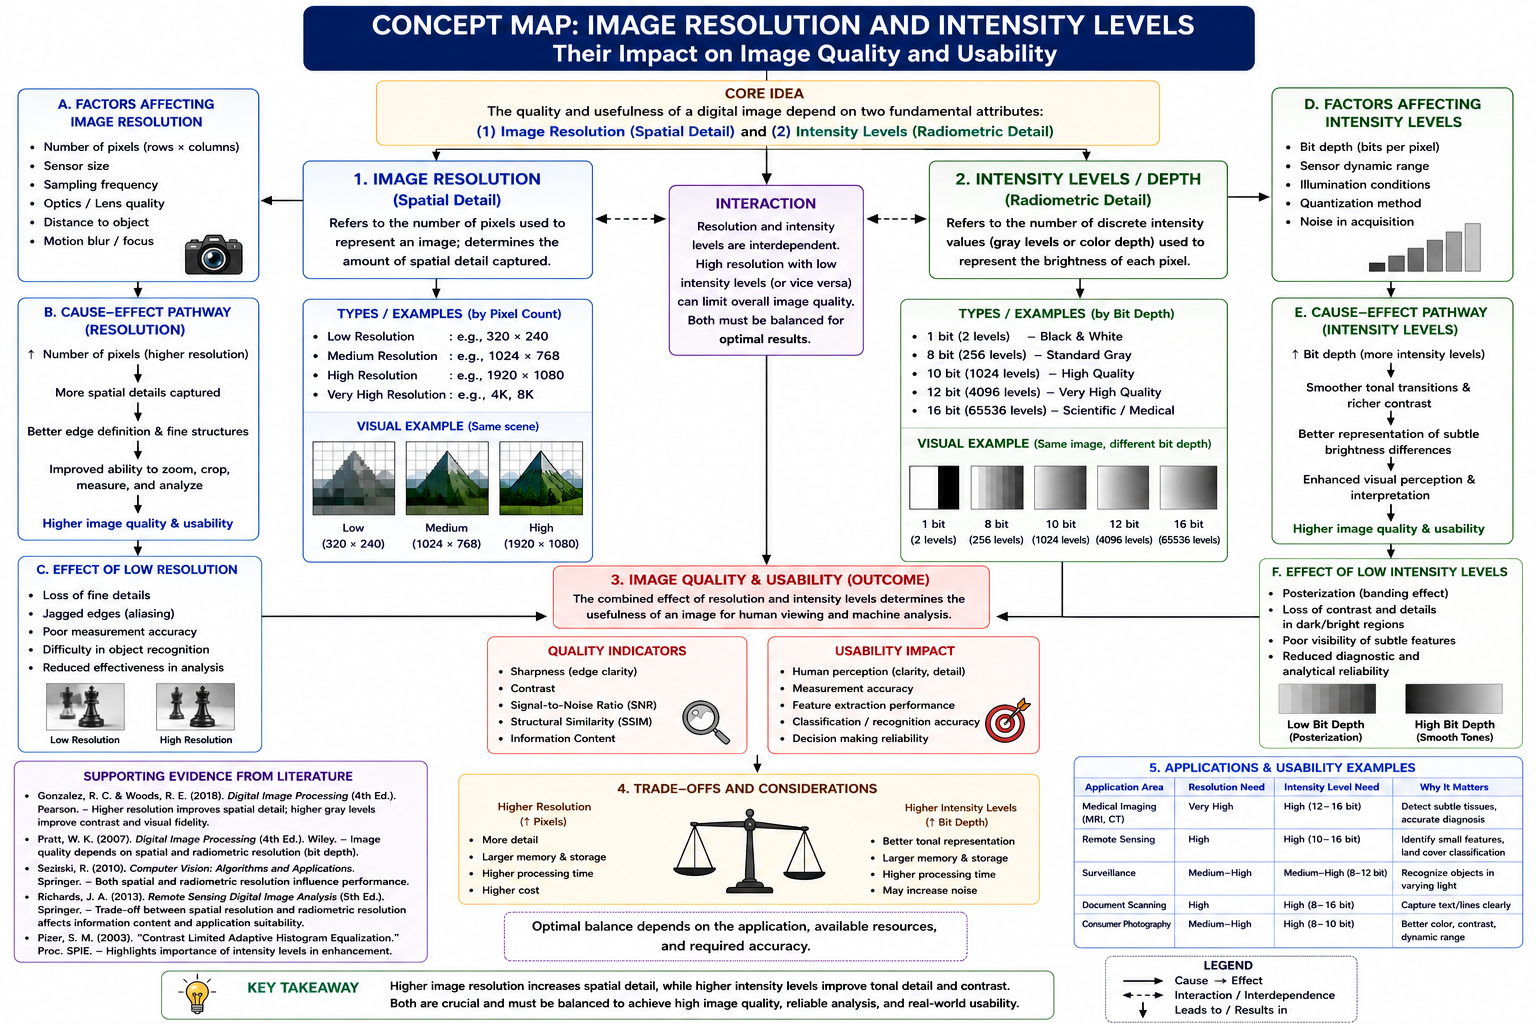 CONCEPT MAP: IMAGE RESOLUTION AND INTENSITY LEVELS
Their Impact on Image Quality and Usability
CORE IDEA
The quality and usefulness of a digital image depend on two fundamental attributes:
(1) Image Resolution (Spatial Detail) and (2) Intensity Levels (Radiometric Detail)
A. FACTORS AFFECTING
IMAGE RESOLUTION
• Number of pixels (rows × columns)
• Sensor size
• Sampling frequency
• Optics / Lens quality
• Distance to object
• Motion blur / focus
1. IMAGE RESOLUTION
(Spatial Detail)
Refers to the number of pixels used to
represent an image; determines the
amount of spatial detail captured.
INTERACTION
Resolution and intensity
levels are interdependent.
High resolution with low
intensity levels (or vice versa)
can limit overall image quality.
Both must be balanced for
optimal results.
2. INTENSITY LEVELS / DEPTH
(Radiometric Detail)
Refers to the number of discrete intensity
values (gray levels or color depth) used to
represent the brightness of each pixel.
D. FACTORS AFFECTING
INTENSITY LEVELS
• Bit depth (bits per pixel)
• Sensor dynamic range
• Illumination conditions
• Quantization method
• Noise in acquisition
B. CAUSE–EFFECT PATHWAY
(RESOLUTION)
↑ Number of pixels (higher resolution)
More spatial details captured
Better edge definition & fine structures
Improved ability to zoom, crop,
measure, and analyze
Higher image quality & usability
TYPES / EXAMPLES (by Pixel Count)
• Low Resolution : e.g., 320 × 240
• Medium Resolution : e.g., 1024 × 768
• High Resolution : e.g., 1920 × 1080
• Very High Resolution : e.g., 4K, 8K
VISUAL EXAMPLE (Same scene)
Low
(320 × 240)
Medium
(1024 × 768)
High
(1920 × 1080)
TYPES / EXAMPLES (by Bit Depth)
• 1 bit (2 levels) – Black & White
• 8 bit (256 levels) – Standard Gray
• 10 bit (1024 levels) – High Quality
• 12 bit (4096 levels) – Very High Quality
• 16 bit (65536 levels) – Scientific / Medical
VISUAL EXAMPLE (Same image, different bit depth)
1 bit
(2 levels)
8 bit
(256 levels)
10 bit
(1024 levels)
12 bit
(4096 levels)
16 bit
(65536 levels)
E. CAUSE–EFFECT PATHWAY
(INTENSITY LEVELS)
↑ Bit depth (more intensity levels)
Smoother tonal transitions &
richer contrast
Better representation of subtle
brightness differences
Enhanced visual perception &
interpretation
Higher image quality & usability
C. EFFECT OF LOW RESOLUTION
• Loss of fine details
• Jagged edges (aliasing)
• Poor measurement accuracy
• Difficulty in object recognition
• Reduced effectiveness in analysis
Low Resolution
High Resolution
3. IMAGE QUALITY & USABILITY (OUTCOME)
The combined effect of resolution and intensity levels determines the
usefulness of an image for human viewing and machine analysis.
QUALITY INDICATORS
• Sharpness (edge clarity)
• Contrast
• Signal-to-Noise Ratio (SNR)
• Structural Similarity (SSIM)
• Information Content
USABILITY IMPACT
• Human perception (clarity, detail)
• Measurement accuracy
• Feature extraction performance
• Classification / recognition accuracy
• Decision making reliability
F. EFFECT OF LOW INTENSITY LEVELS
• Posterization (banding effect)
• Loss of contrast and details
in dark/bright regions
• Poor visibility of subtle features
• Reduced diagnostic and
analytical reliability
Low Bit Depth
(Posterization)
High Bit Depth
(Smooth Tones)
SUPPORTING EVIDENCE FROM LITERATURE
• Gonzalez, R. C. & Woods, R. E. (2018). Digital Image Processing (4th Ed.).
Pearson. – Higher resolution improves spatial detail; higher gray levels
improve contrast and visual fidelity.
• Pratt, W. K. (2007). Digital Image Processing (4th Ed.). Wiley. – Image
quality depends on spatial and radiometric resolution (bit depth).
• R. (2010). Computer Vision: Algorithms and Applications.
Springer. – Both spatial and radiometric resolution influence performance.
• Richards, J. A. (2013). Remote Sensing Digital Image Analysis (5th Ed.).
Springer. – Trade-off between spatial resolution and radiometric resolution
affects information content and application suitability.
• Pizer, S. M. (2003). "Contrast Limited Adaptive Histogram Equalization."
Proc. SPIE. – Highlights importance of intensity levels in enhancement.
4. TRADE–OFFS AND CONSIDERATIONS
Higher Resolution
(↑ Pixels)
• More detail
• Larger memory & storage
• Higher processing time
• Higher cost
Higher Intensity Levels
(↑ Bit Depth)
• Better tonal representation
• Larger memory & storage
• Higher processing time
• May increase noise
Optimal balance depends on the application, available resources,
and required accuracy.
5. APPLICATIONS & USABILITY EXAMPLES
Application Area Resolution Need Intensity Level Need Why It Matters
Medical Imaging (MRI, CT) Very High High (12–16 bit) Detect subtle tissues, accurate diagnosis
Remote Sensing High High (10–16 bit) Identify small features, land cover classification
Surveillance Medium–High Medium–High (8–12 bit) Recognize objects in varying light
Document Scanning High High (8–16 bit) Capture text/lines clearly
Consumer Photography Medium–High High (8–10 bit) Better color, contrast, dynamic range
LEGEND
Cause → Effect
Interaction / Interdependence
Leads to / Results in
KEY TAKEAWAY
Higher image resolution increases spatial detail, while higher intensity levels improve tonal detail and contrast.
Both are crucial and must be balanced to achieve high image quality, reliable analysis, and real-world usability.